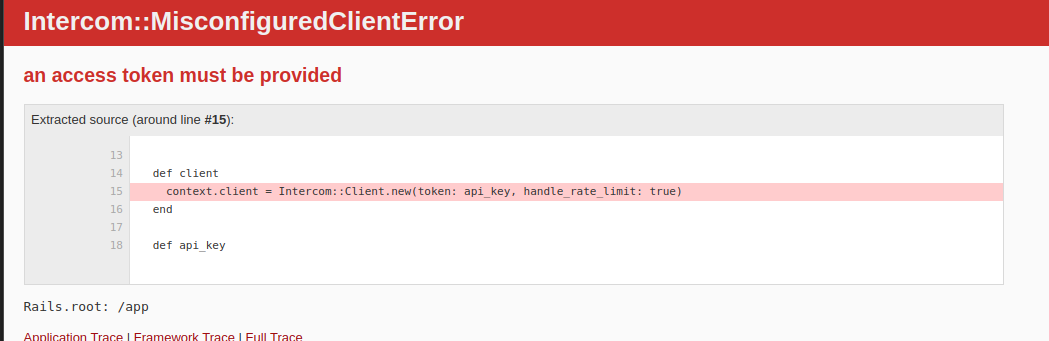 Intercom::MisconfiguredClientError
an access token must be provided
Extracted source (around line #15):
13
14 def client
15 context.client = Intercom::Client.new(token: api_key, handle_rate_limit: true)
16 end
17
18 def api_key
Rails.root: /app
Application Trace | Framework Trace | Full Trace